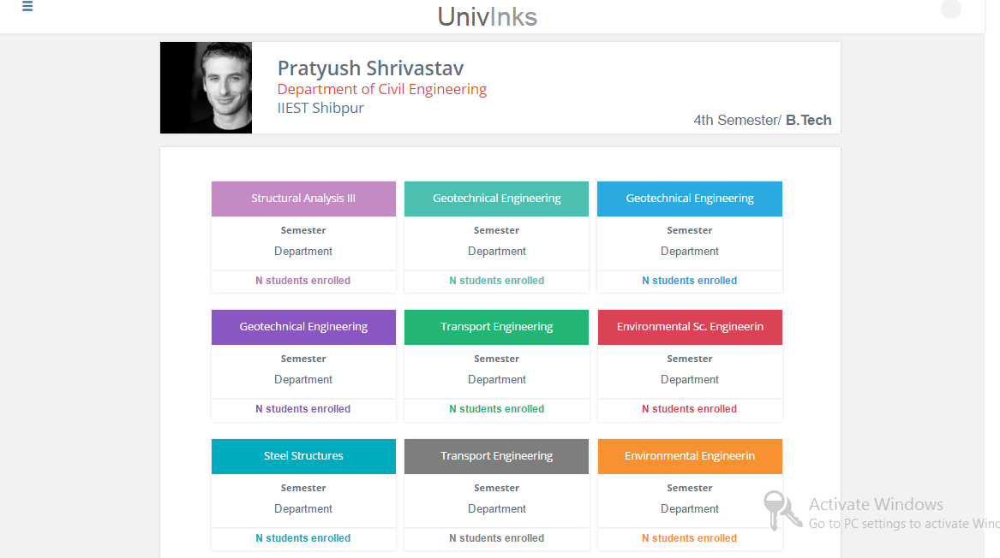 UnivInks
Pratyush Shrivastav
Department of Civil Engineering
IIEST Shibpur
4th Semester/ B.Tech
Structural Analysis III
Semester
Department
N students enrolled
Geotechnical Engineering
Semester
Department
N students enrolled
Geotechnical Engineering
Semester
Department
N students enrolled
Geotechnical Engineering
Semester
Department
N students enrolled
Transport Engineering
Semester
Department
N students enrolled
Environmental Sc. Engineerin
Semester
Department
N students enrolled
Steel Structures
Semester
Department
N students enrolled
Transport Engineering
Semester
Department
N students enrolled
Environmental Engineerin
Semester
Department
N students enrolled
Activate Windows
Go to PC settings to activate Wind